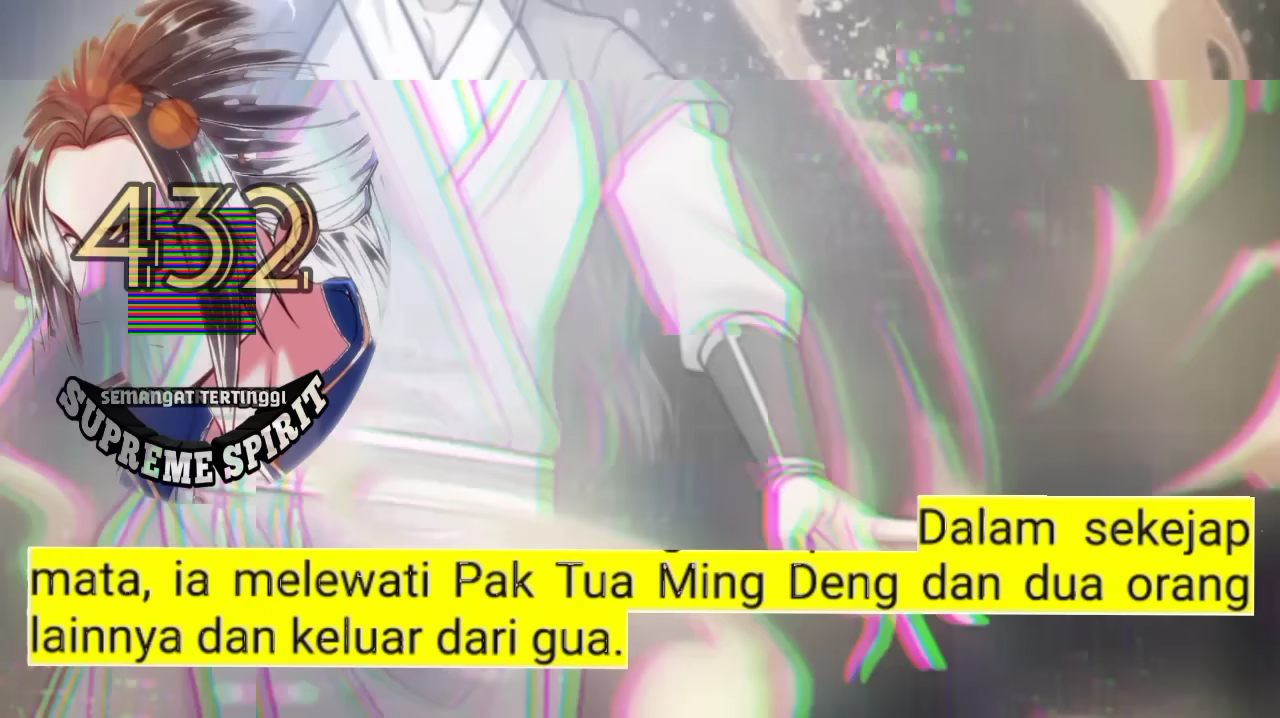 432
SEMANGAT TERTINGGI
SUPREME SPIRIT
Dalam sekejap
mata, ia melewati Pak Tua Ming Deng dan dua orang
lainnya dan keluar dari gua.